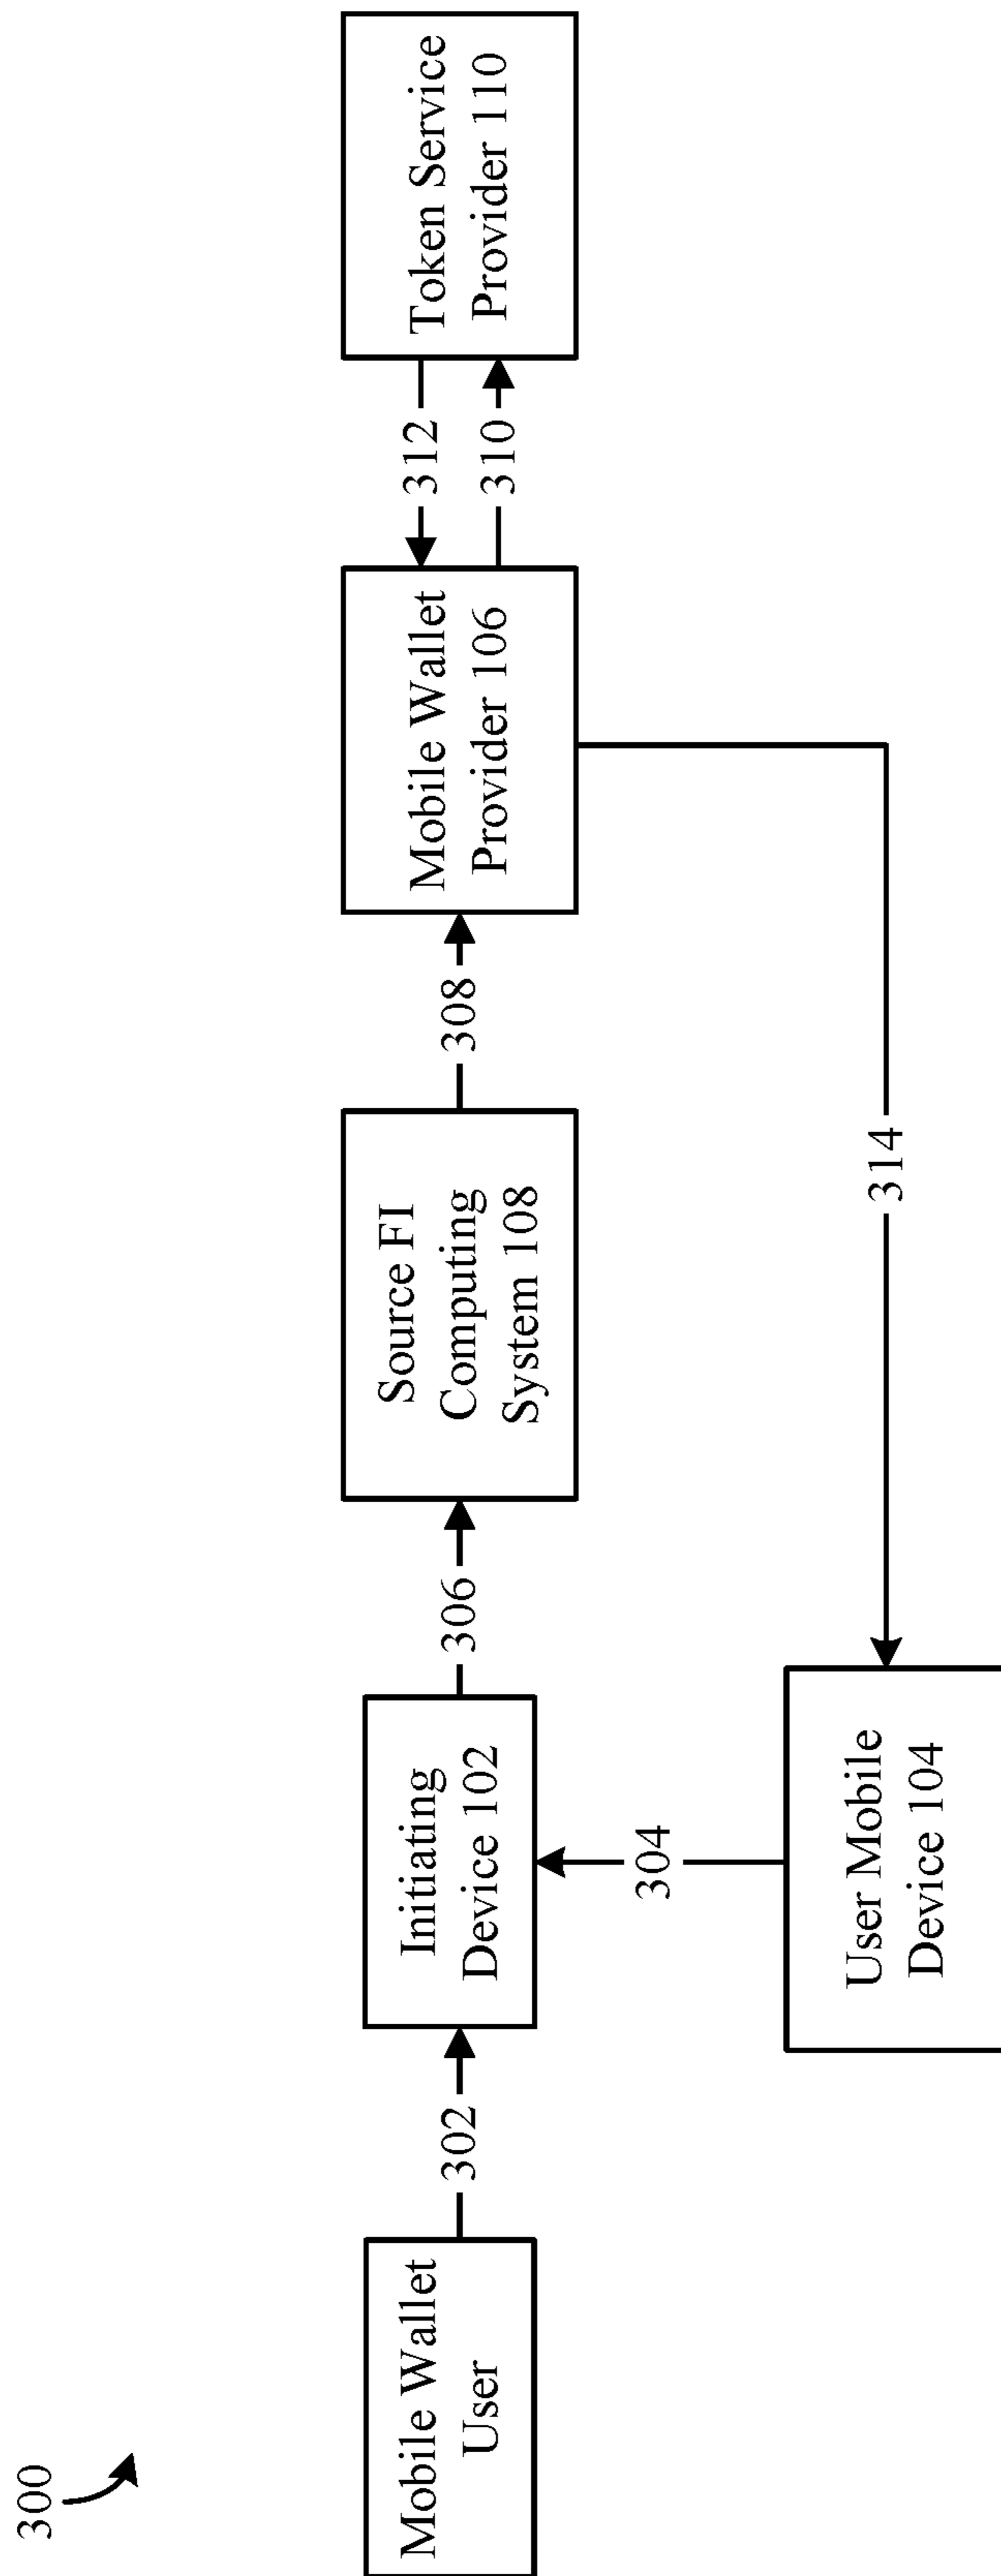 300
Mobile Wallet
User
302
Initiating
Device 102
306
Source FI
Computing
System 108
308
Mobile Wallet
Provider 106
312
310
Token Service
Provider 110
304
314
User Mobile
Device 104